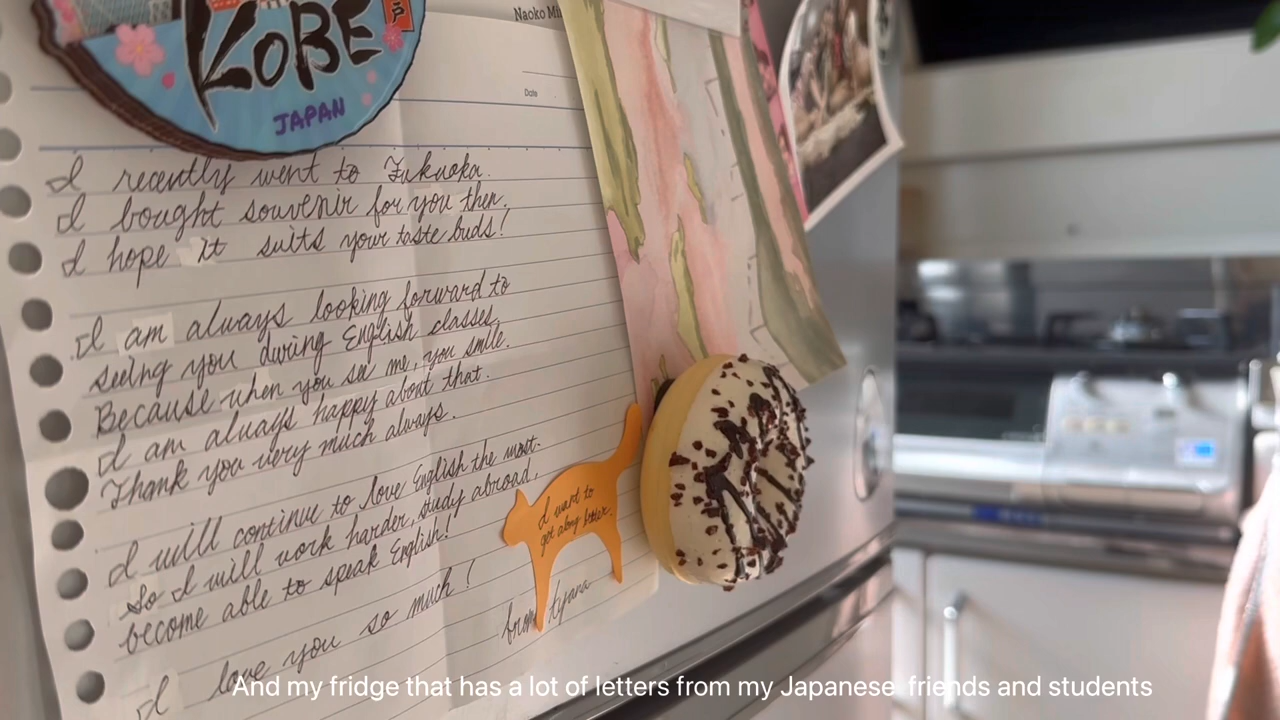 KOBE
JAPAN
戸
Naoko Mi
Date
I recently went to Fukuoka.
I bought souvenir for you then.
I hope it suits your taste buds!
I am always looking forward to
seeing you during English classes.
Because when you see me, you smile.
I am always happy about that.
Thank you very much always.
I will continue to love English the most.
So I will work harder, study abroad,
become able to speak English!
I love you so much!
I want to
get along better.
from
And my fridge that has a lot of letters from my Japanese friends and students